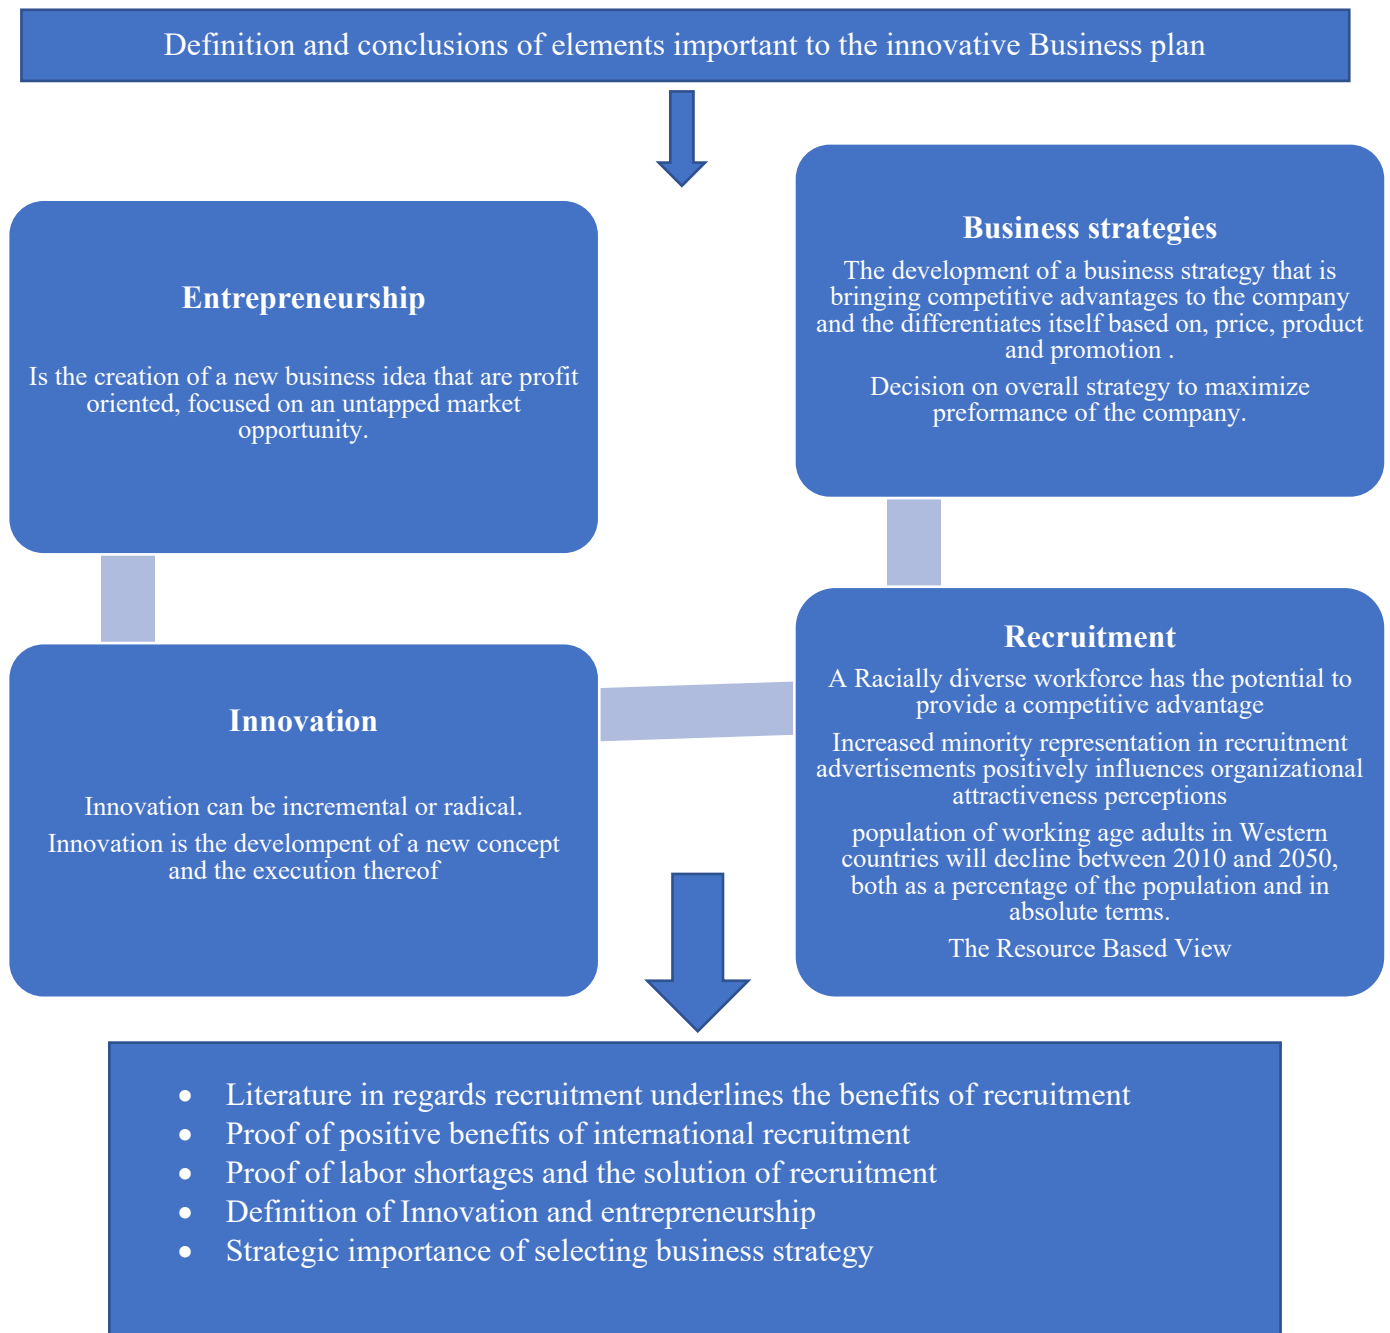 Definition and conclusions of elements important to the innovative Business plan
Entrepreneurship
Is the creation of a new business idea that are profit
oriented, focused on an untapped market
opportunity.
Innovation
Innovation can be incremental or radical.
Innovation is the develompent of a new concept
and the execution thereof
Recruitment
A Racially diverse workforce has the potential to
provide a competitive advantage
Increased minority representation in recruitment
advertisements positively influences organizational
attractiveness perceptions
population of working age adults in Western
countries will decline between 2010 and 2050,
both as a percentage of the population and in
absolute terms.
The Resource Based View
Business strategies
The development of a business strategy that is
bringing competitive advantages to the company
and the differentiates itself based on, price, product
and promotion .
Decision on overall strategy to maximize
preformance of the company.
• Literature in regards recruitment underlines the benefits of recruitment
• Proof of positive benefits of international recruitment
• Proof of labor shortages and the solution of recruitment
• Definition of Innovation and entrepreneurship
• Strategic importance of selecting business strategy